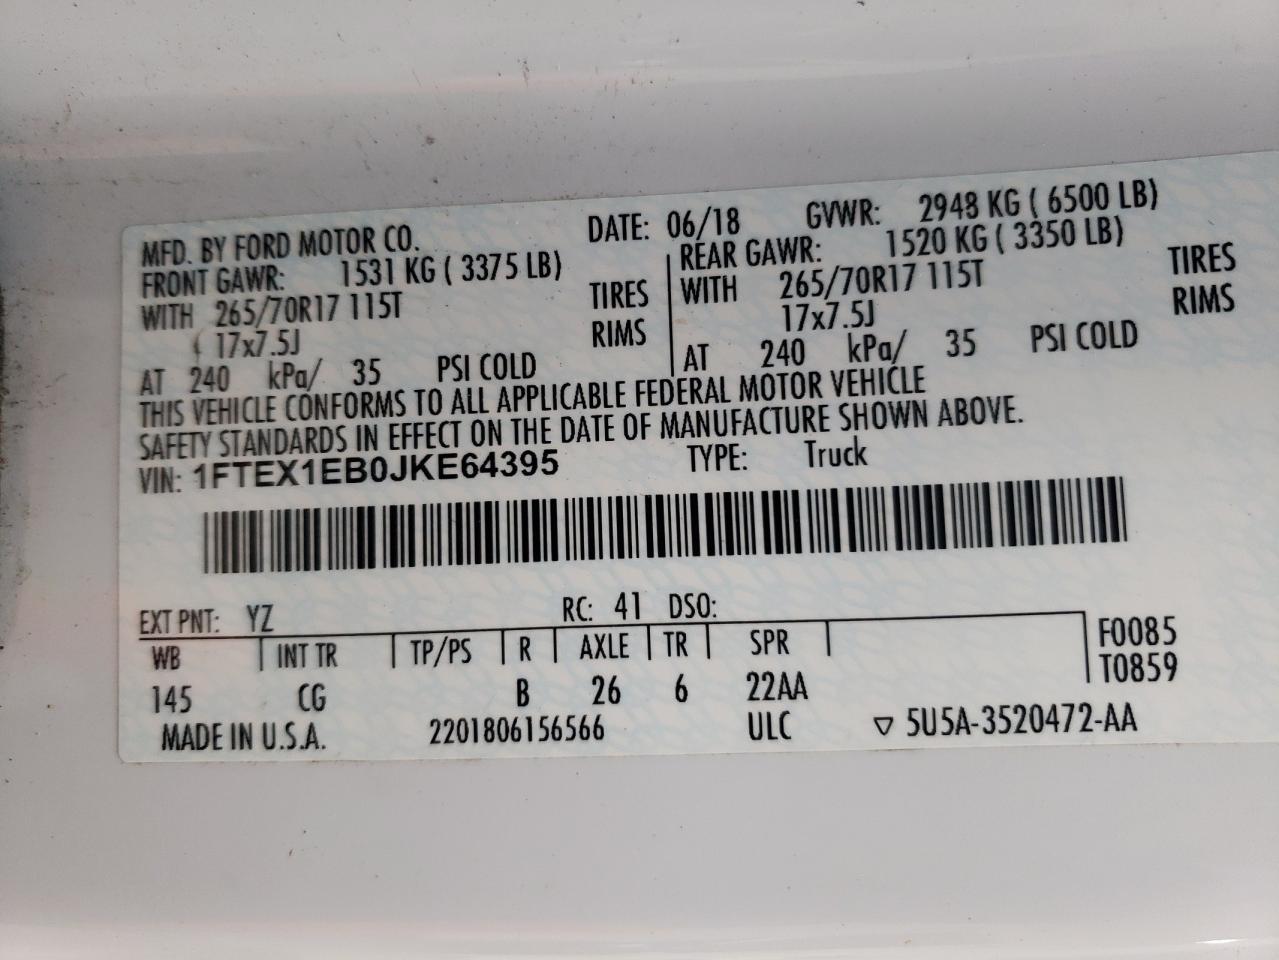 MFD. BY FORD MOTOR CO. DATE: 06/18 GVWR: 2948 KG ( 6500 LB)
FRONT GAWR: 1531 KG ( 3375 LB) REAR GAWR: 1520 KG ( 3350 LB)
WITH 265/70R17 115T TIRES WITH 265/70R17 115T TIRES
17x7.5J RIMS 17x7.5J RIMS
AT 240 kPa/ 35 PSI COLD AT 240 kPa/ 35 PSI COLD
THIS VEHICLE CONFORMS TO ALL APPLICABLE FEDERAL MOTOR VEHICLE
SAFETY STANDARDS IN EFFECT ON THE DATE OF MANUFACTURE SHOWN ABOVE.
VIN: 1FTEX1EB0JKE64395 TYPE: Truck
EXT PNT: YZ RC: 41 DSO:
WB INT TR TP/PS R AXLE TR SPR F0085
T0859
145 CG B 26 6 22AA
MADE IN U.S.A. 2201806156566 ULC ▽ 5U5A-3520472-AA